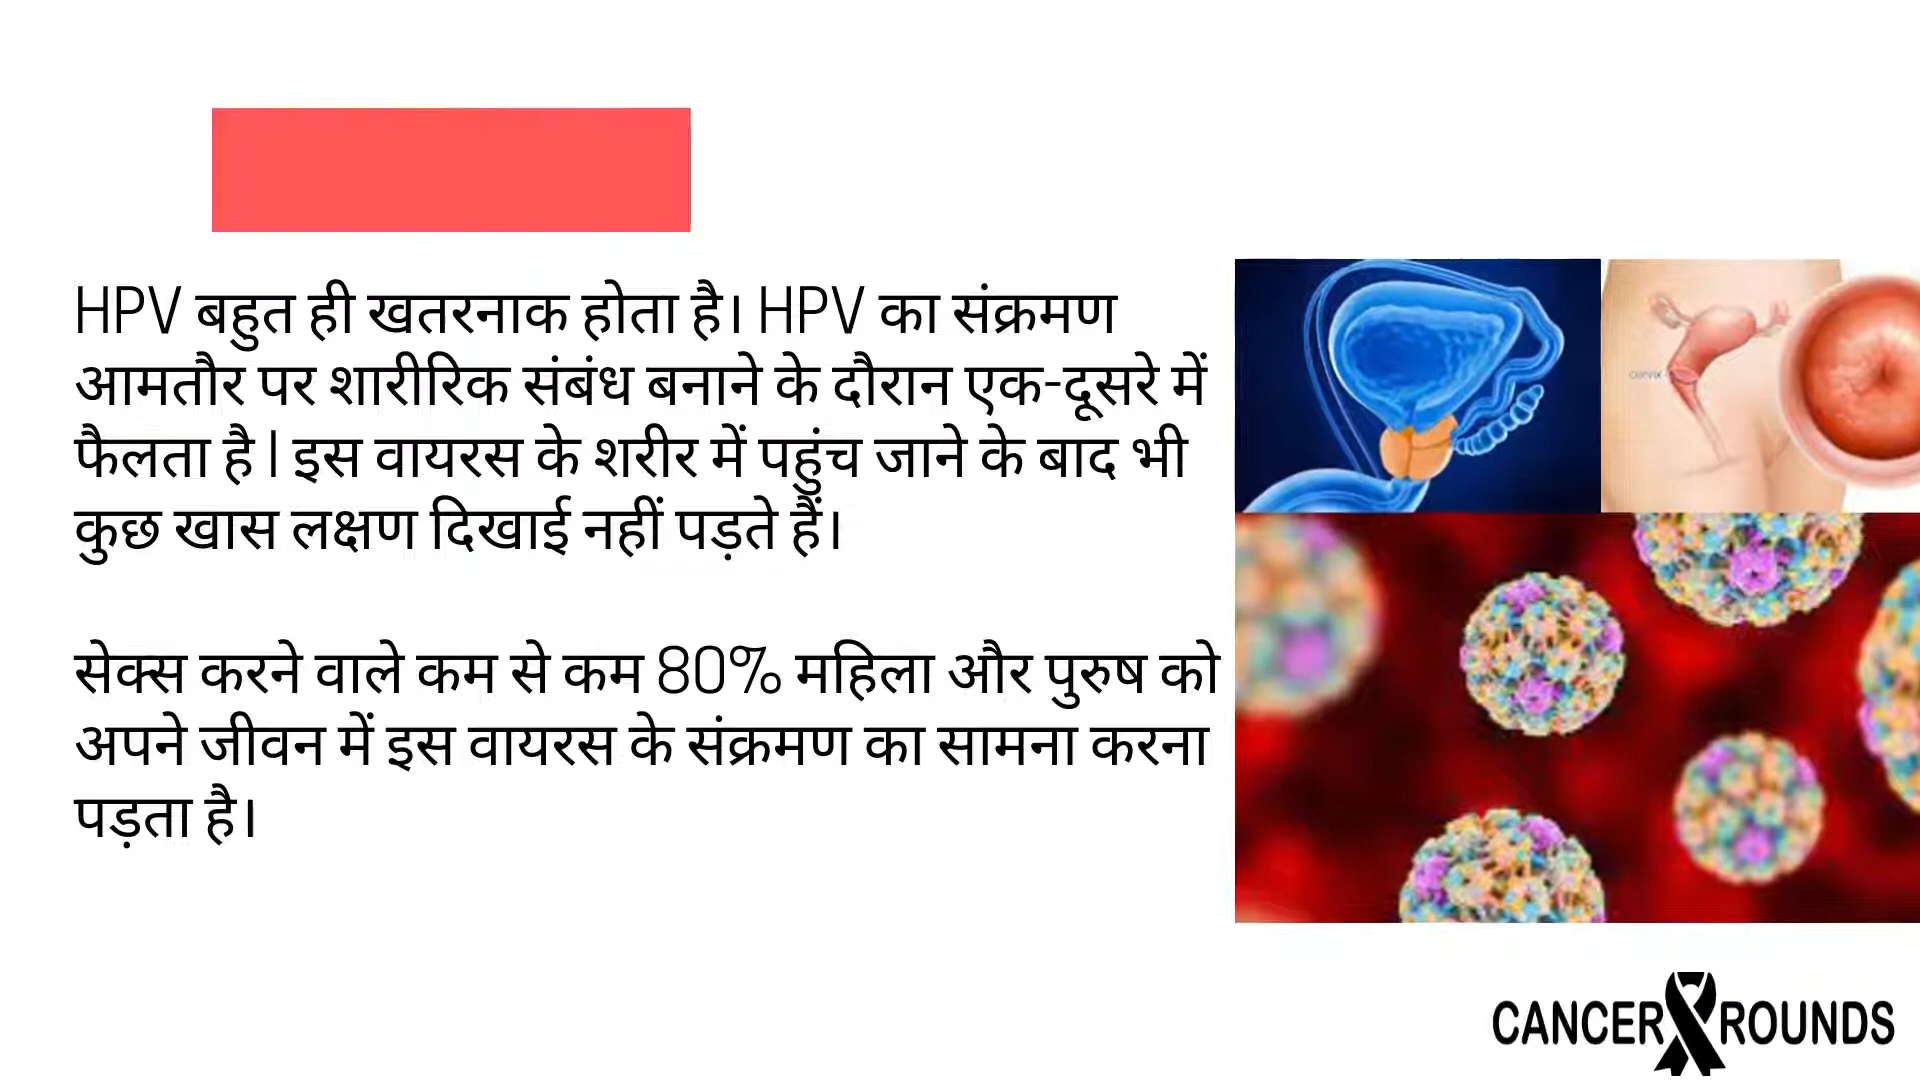 HPV बहुत ही खतरनाक होता है। HPV का संक्रमण
आमतौर पर शारीरिक संबंध बनाने के दौरान एक-दूसरे में
फैलता है | इस वायरस के शरीर में पहुंच जाने के बाद भी
कुछ खास लक्षण दिखाई नहीं पड़ते हैं।
सेक्स करने वाले कम से कम 80% महिला और पुरुष को
अपने जीवन में इस वायरस के संक्रमण का सामना करना
पड़ता है।
cervix
CANCER ROUNDS